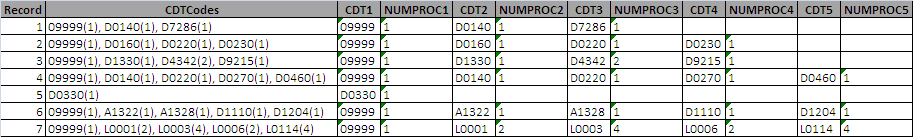 Record CDTCodes CDT1 NUMPROC1 CDT2 NUMPROC2 CDT3 NUMPROC3 CDT4 NUMPROC4 CDT5 NUMPROC5
1 09999(1), D0140(1), D7286(1) 09999 1 D0140 1 D7286 1
2 09999(1), D0160(1), D0220(1), D0230(1) 09999 1 D0160 1 D0220 1 D0230 1
3 09999(1), D1330(1), D4342(2), D9215(1) 09999 1 D1330 1 D4342 2 D9215 1
4 09999(1), D0140(1), D0220(1), D0270(1), D0460(1) 09999 1 D0140 1 D0220 1 D0270 1 D0460 1
5 D0330(1) D0330 1
6 09999(1), A1322(1), A1328(1), D1110(1), D1204(1) 09999 1 A1322 1 A1328 1 D1110 1 D1204 1
7 09999(1), L0001(2), L0003(4), L0006(2), L0114(4) 09999 1 L0001 2 L0003 4 L0006 2 L0114 4